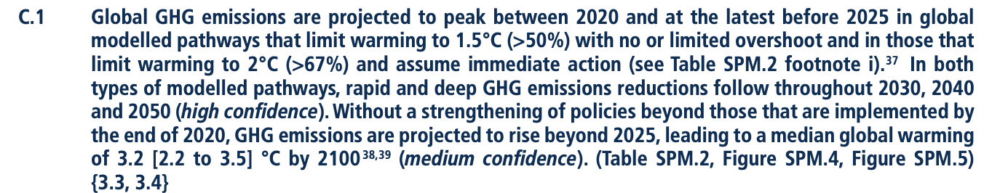 C.1 Global GHG emissions are projected to peak between 2020 and at the latest before 2025 in global
modelled pathways that limit warming to 1.5°C (>50%) with no or limited overshoot and in those that
limit warming to 2°C (>67%) and assume immediate action (see Table SPM.2 footnote i).³⁷ In both
types of modelled pathways, rapid and deep GHG emissions reductions follow throughout 2030, 2040
and 2050 (high confidence). Without a strengthening of policies beyond those that are implemented by
the end of 2020, GHG emissions are projected to rise beyond 2025, leading to a median global warming
of 3.2 [2.2 to 3.5] °C by 2100³⁸,³⁹ (medium confidence). (Table SPM.2, Figure SPM.4, Figure SPM.5)
{3.3, 3.4}